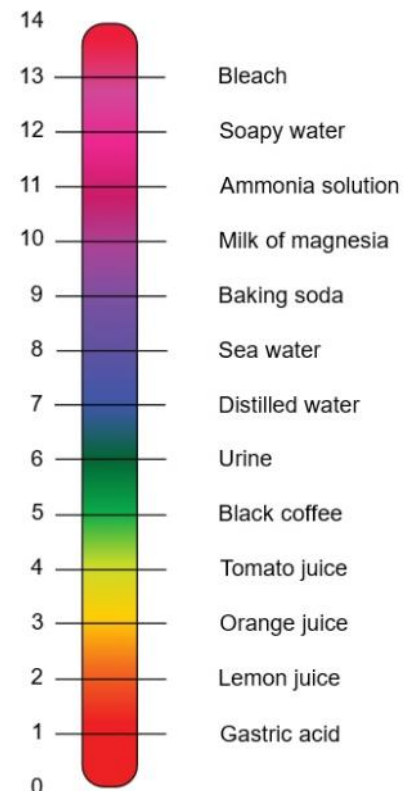 14
13 Bleach
12 Soapy water
11 Ammonia solution
10 Milk of magnesia
9 Baking soda
8 Sea water
7 Distilled water
6 Urine
5 Black coffee
4 Tomato juice
3 Orange juice
2 Lemon juice
1 Gastric acid
0